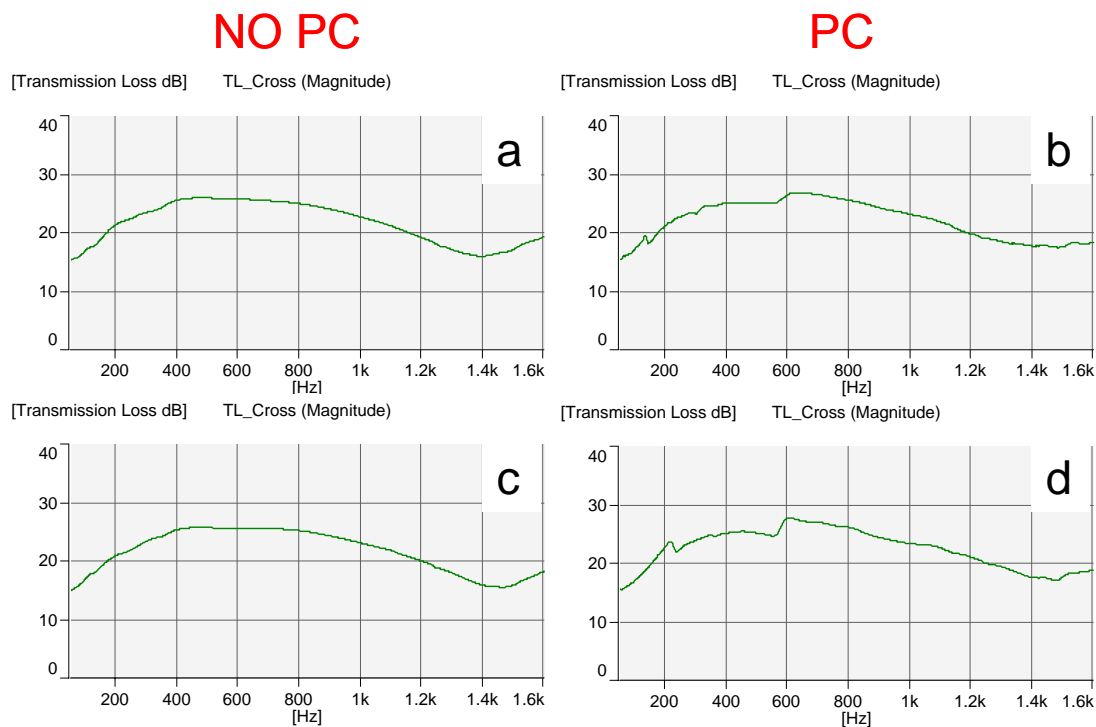 NO PC
PC
[Transmission Loss dB] TL_Cross (Magnitude)
[Transmission Loss dB] TL_Cross (Magnitude)
40
30
20
10
0
a
200 400 600 800 1k 1.2k 1.4k 1.6k
[Hz]
40
30
20
10
0
b
200 400 600 800 1k 1.2k 1.4k 1.6k
[Hz]
[Transmission Loss dB] TL_Cross (Magnitude)
[Transmission Loss dB] TL_Cross (Magnitude)
40
30
20
10
0
c
200 400 600 800 1k 1.2k 1.4k 1.6k
[Hz]
40
30
20
10
0
d
200 400 600 800 1k 1.2k 1.4k 1.6k
[Hz]